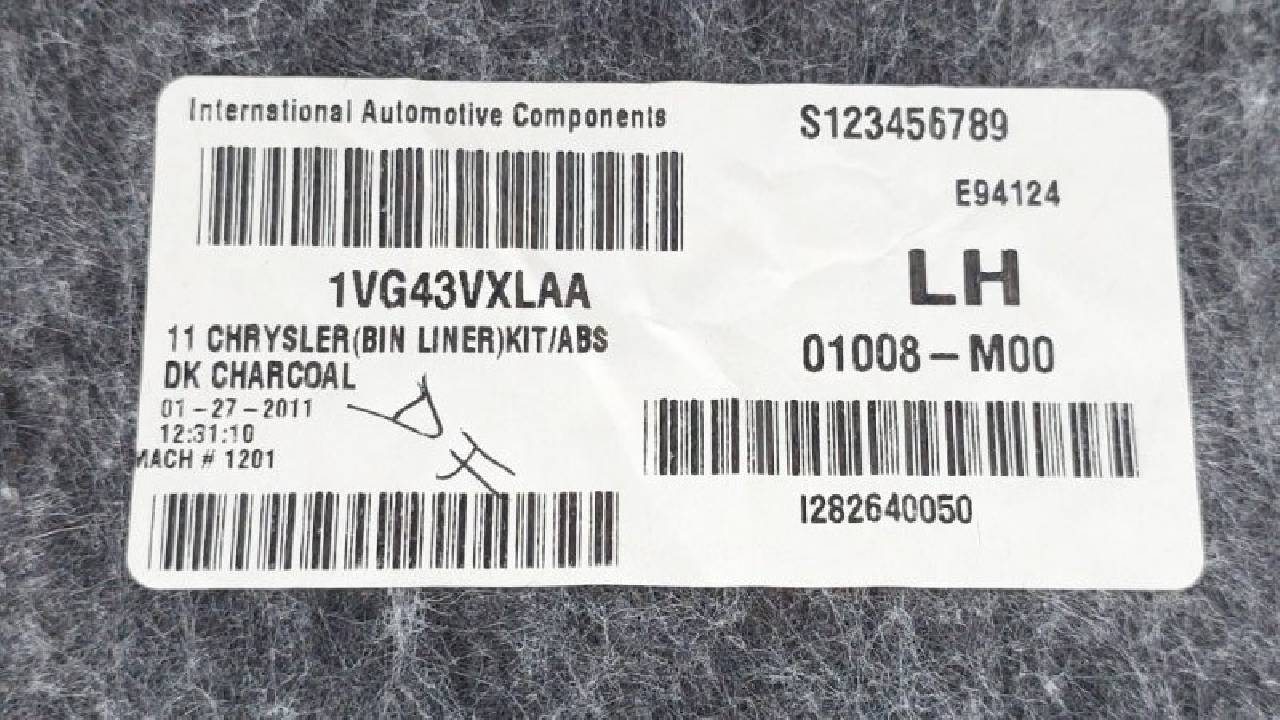 International Automotive Components
1VG43VXLAA
11 CHRYSLER(BIN LINER)KIT/ABS
DK CHARCOAL
01-27-2011
12:31:10
MACH # 1201
S123456789
E94124
LH
01008-M00
I282640050